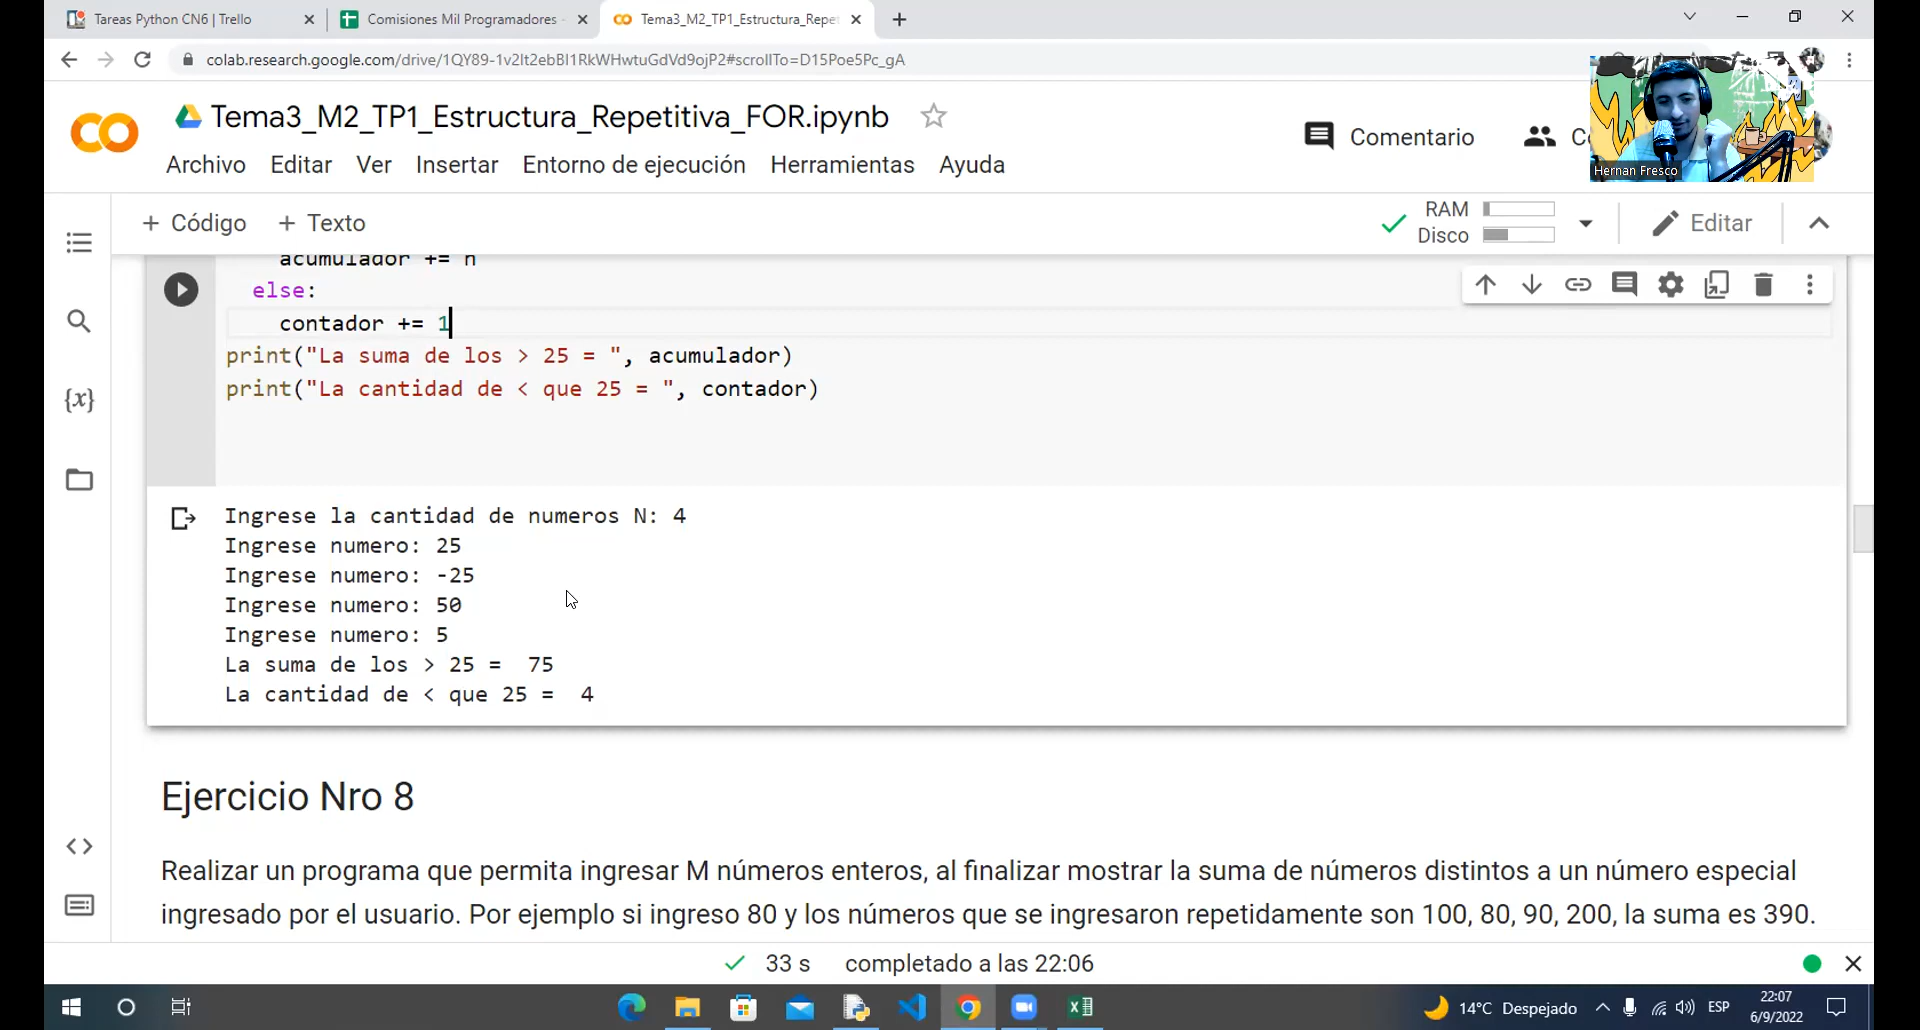 Tareas Python CN6 | Trello
Comisiones Mil Programadores -
Tema3_M2_TP1_Estructura_Repe
colab.research.google.com/drive/1QY89-1v2lt2ebBI1RkWHwtuGdVd9ojP2#scrollTo=D15Poe5Pc_gA
Tema3_M2_TP1_Estructura_Repetitiva_FOR.ipynb
Archivo Editar Ver Insertar Entorno de ejecución Herramientas Ayuda
Comentario
Hernan Fresco
+ Código + Texto
RAM
Disco
Editar
acumulador += n
else:
contador += 1
print("La suma de los > 25 = ", acumulador)
print("La cantidad de < que 25 = ", contador)
{x}
Ingrese la cantidad de numeros N: 4
Ingrese numero: 25
Ingrese numero: -25
Ingrese numero: 50
Ingrese numero: 5
La suma de los > 25 =  75
La cantidad de < que 25 =  4
Ejercicio Nro 8
Realizar un programa que permita ingresar M números enteros, al finalizar mostrar la suma de números distintos a un número especial
ingresado por el usuario. Por ejemplo si ingreso 80 y los números que se ingresaron repetidamente son 100, 80, 90, 200, la suma es 390.
33 s completado a las 22:06
14°C Despejado
ESP
22:07
6/9/2022